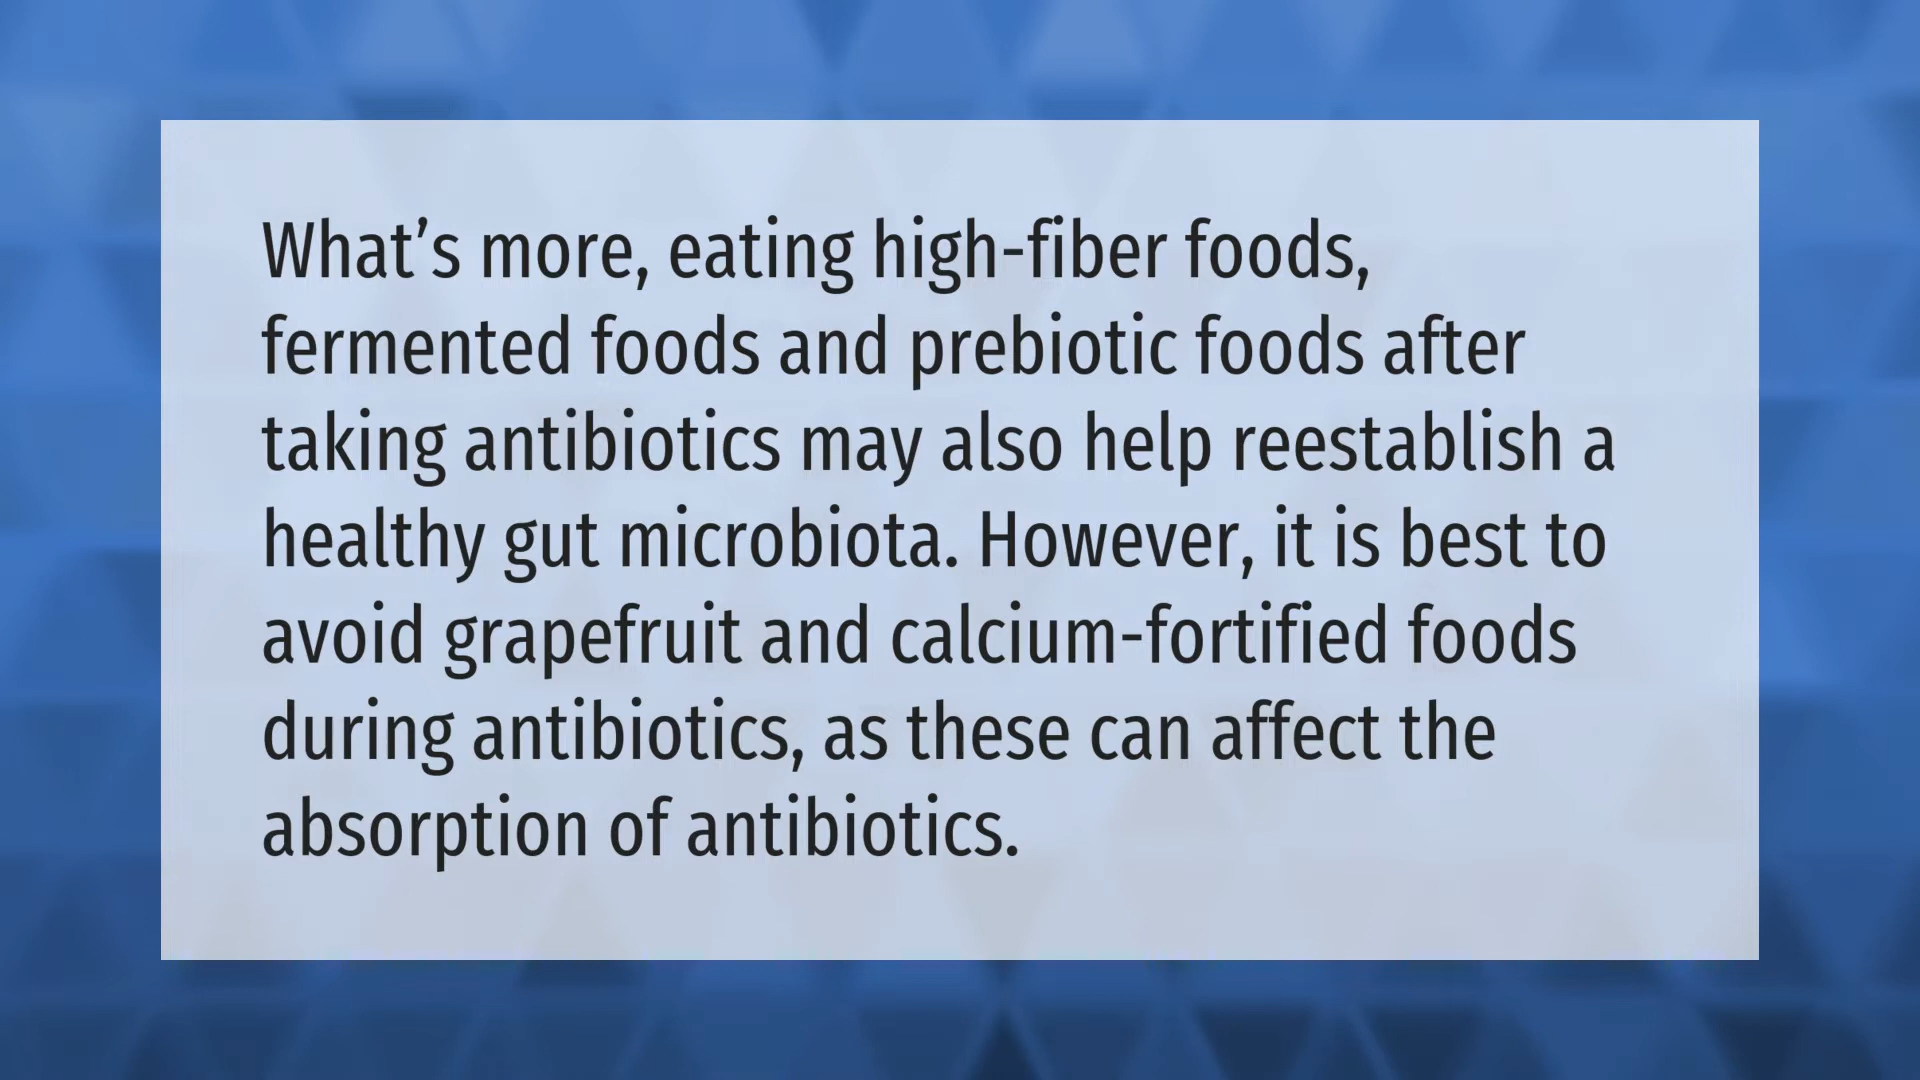 What’s more, eating high-fiber foods,
fermented foods and prebiotic foods after
taking antibiotics may also help reestablish a
healthy gut microbiota. However, it is best to
avoid grapefruit and calcium-fortified foods
during antibiotics, as these can affect the
absorption of antibiotics.